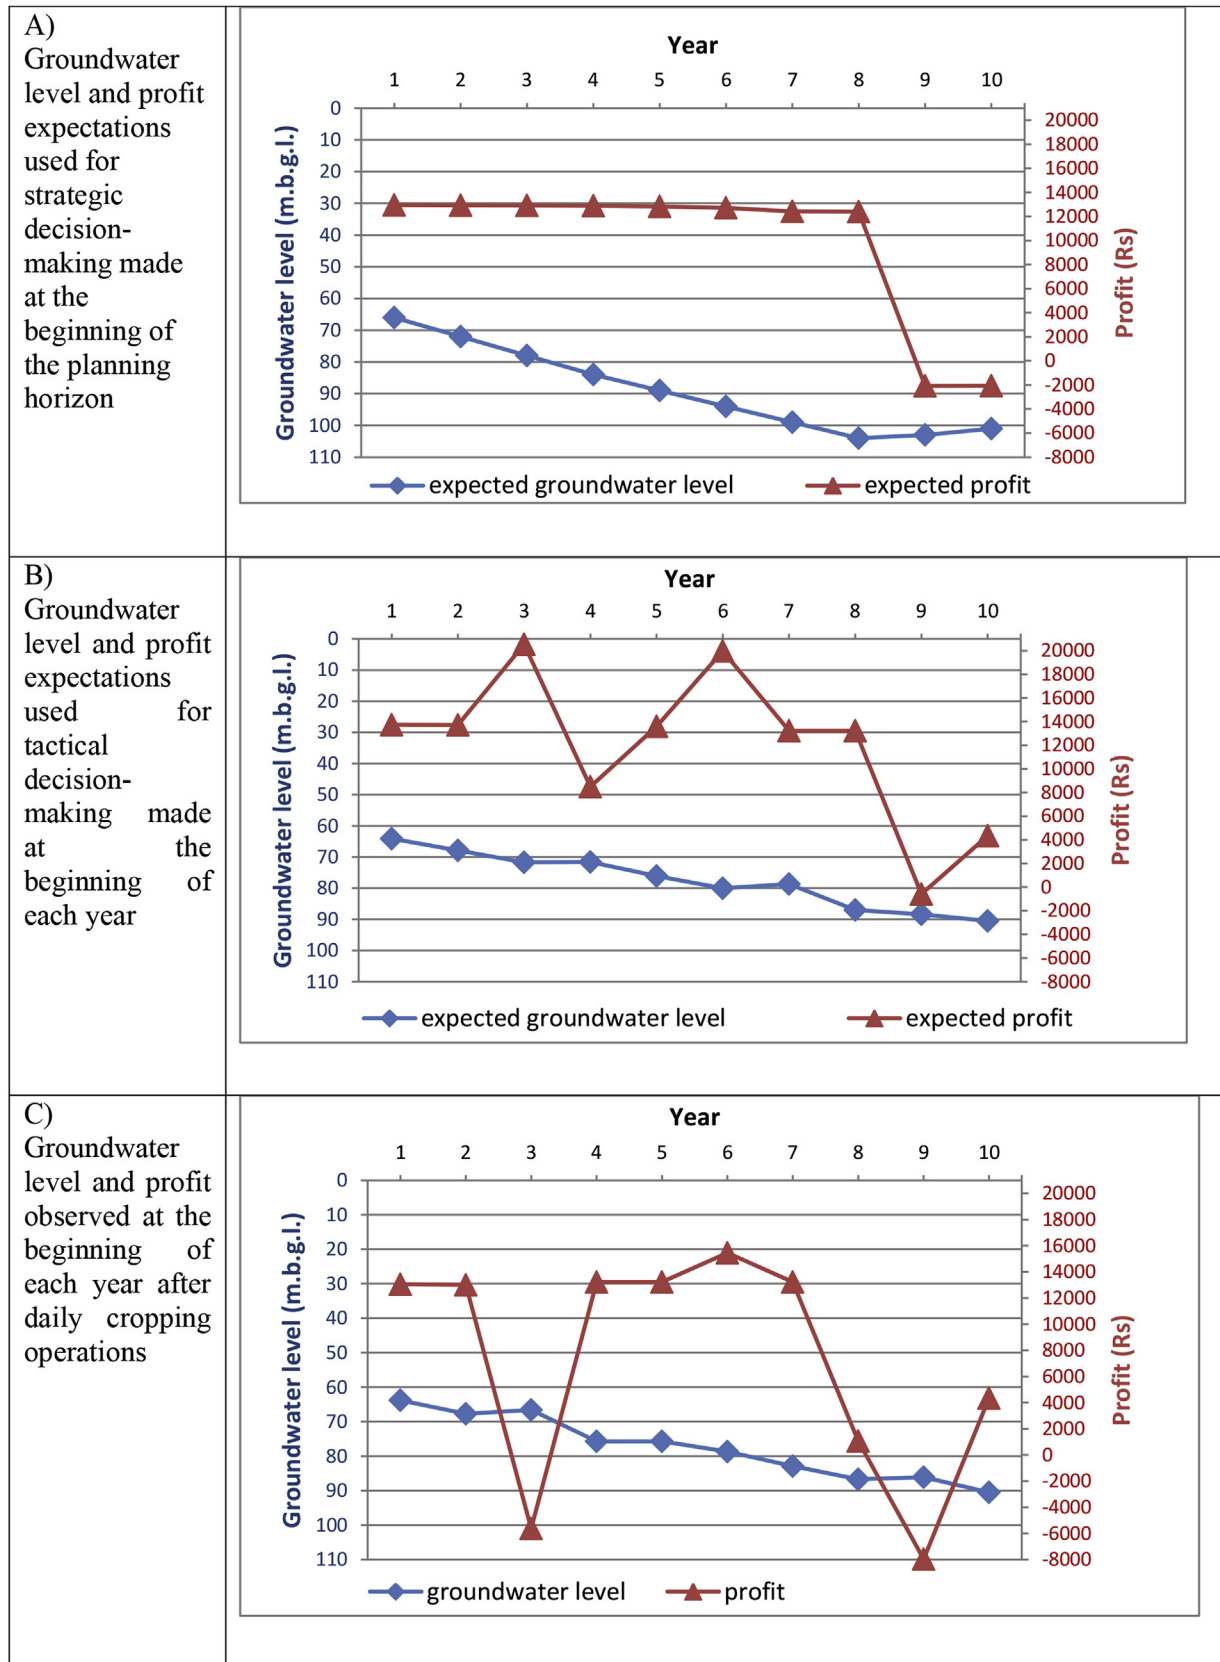 A)
Groundwater
level and profit
expectations
used for
strategic
decision-
making made
at the
beginning of
the planning
horizon
Year
1 2 3 4 5 6 7 8 9 10
Groundwater level (m.b.g.l.)
0
10
20
30
40
50
60
70
80
90
100
110
20000
18000
16000
14000
12000
10000
8000
6000
4000
2000
0
-2000
-4000
-6000
-8000
Profit (Rs)
expected groundwater level expected profit
B)
Groundwater
level and profit
expectations
used for
tactical
decision-
making made
at the
beginning of
each year
Year
1 2 3 4 5 6 7 8 9 10
Groundwater level (m.b.g.l.)
0
10
20
30
40
50
60
70
80
90
100
110
20000
18000
16000
14000
12000
10000
8000
6000
4000
2000
0
-2000
-4000
-6000
-8000
Profit (Rs)
expected groundwater level expected profit
C)
Groundwater
level and profit
observed at the
beginning of
each year after
daily cropping
operations
Year
1 2 3 4 5 6 7 8 9 10
Groundwater level (m.b.g.l.)
0
10
20
30
40
50
60
70
80
90
100
110
20000
18000
16000
14000
12000
10000
8000
6000
4000
2000
0
-2000
-4000
-6000
-8000
Profit (Rs)
groundwater level profit